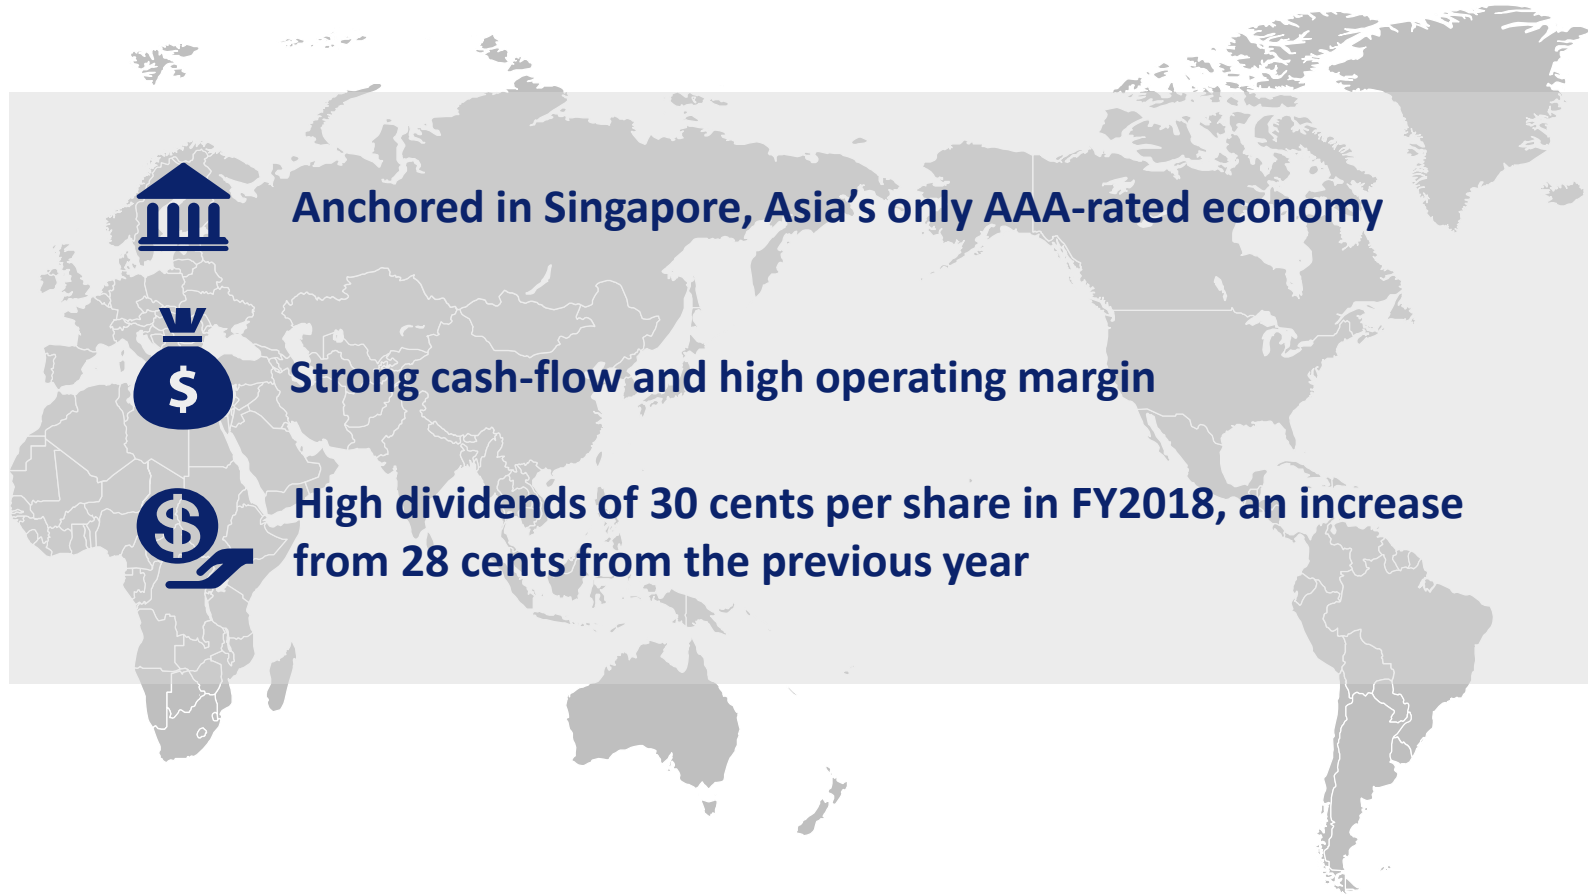 Anchored in Singapore, Asia’s only AAA-rated economy
$
Strong cash-flow and high operating margin
$
High dividends of 30 cents per share in FY2018, an increase
from 28 cents from the previous year